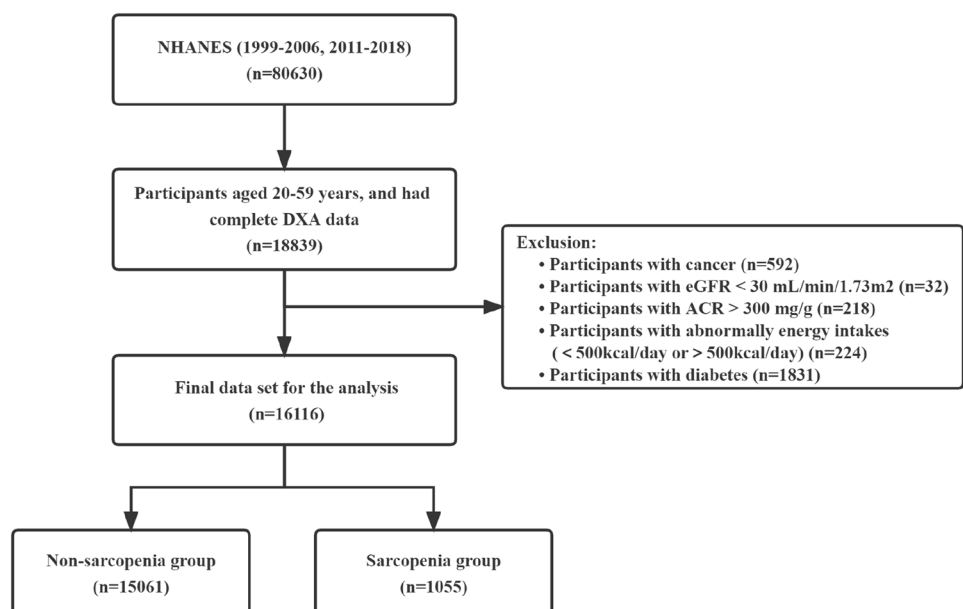 NHANES (1999-2006, 2011-2018)
(n=80630)
Participants aged 20-59 years, and had
complete DXA data
(n=18839)
Exclusion:
• Participants with cancer (n=592)
• Participants with eGFR < 30 mL/min/1.73m2 (n=32)
• Participants with ACR > 300 mg/g (n=218)
• Participants with abnormally energy intakes
( < 500kcal/day or > 500kcal/day) (n=224)
• Participants with diabetes (n=1831)
Final data set for the analysis
(n=16116)
Non-sarcopenia group
(n=15061)
Sarcopenia group
(n=1055)